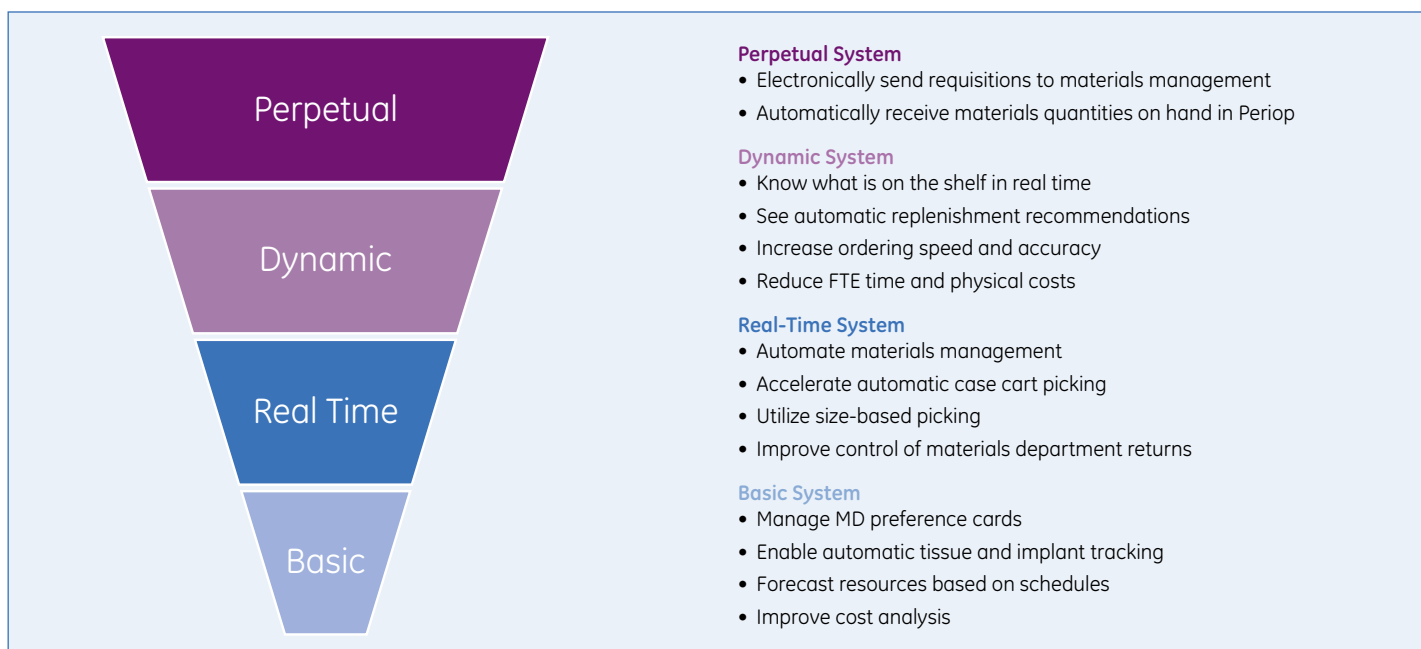 Perpetual
Dynamic
Real Time
Basic
Perpetual System
• Electronically send requisitions to materials management
• Automatically receive materials quantities on hand in Periop
Dynamic System
• Know what is on the shelf in real time
• See automatic replenishment recommendations
• Increase ordering speed and accuracy
• Reduce FTE time and physical costs
Real-Time System
• Automate materials management
• Accelerate automatic case cart picking
• Utilize size-based picking
• Improve control of materials department returns
Basic System
• Manage MD preference cards
• Enable automatic tissue and implant tracking
• Forecast resources based on schedules
• Improve cost analysis